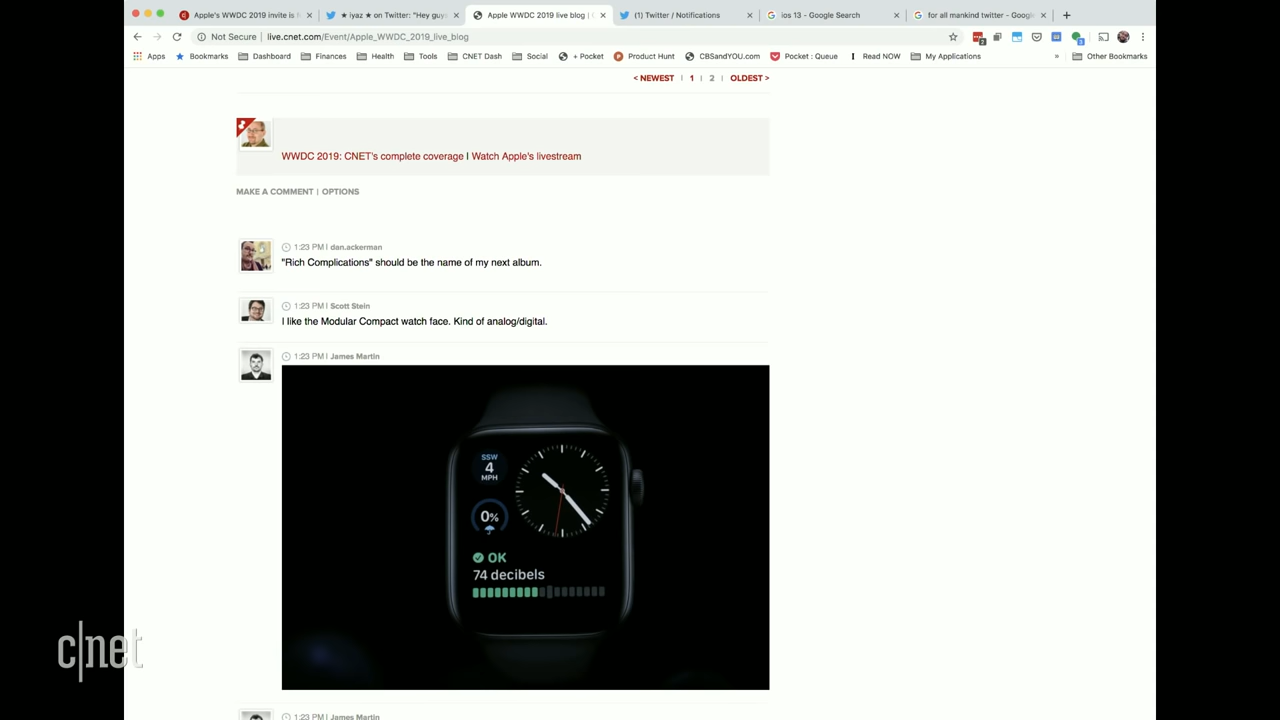 Apple's WWDC 2019 invite is h
★ iyaz ★ on Twitter: "Hey guys
Apple WWDC 2019 live blog | C
(1) Twitter / Notifications
ios 13 - Google Search
for all mankind twitter - Google
Not Secure | live.cnet.com/Event/Apple_WWDC_2019_live_blog
Apps Bookmarks Dashboard Finances Health Tools CNET Dash Social + Pocket Product Hunt CBSandYOU.com Pocket : Queue Read NOW My Applications » Other Bookmarks
< NEWEST | 1 | 2 | OLDEST >
WWDC 2019: CNET's complete coverage | Watch Apple's livestream
MAKE A COMMENT | OPTIONS
1:23 PM | dan.ackerman
"Rich Complications" should be the name of my next album.
1:23 PM | Scott Stein
I like the Modular Compact watch face. Kind of analog/digital.
1:23 PM | James Martin
SSW
4
MPH
0%
OK
74 decibels
c|net
1:23 PM | James Martin